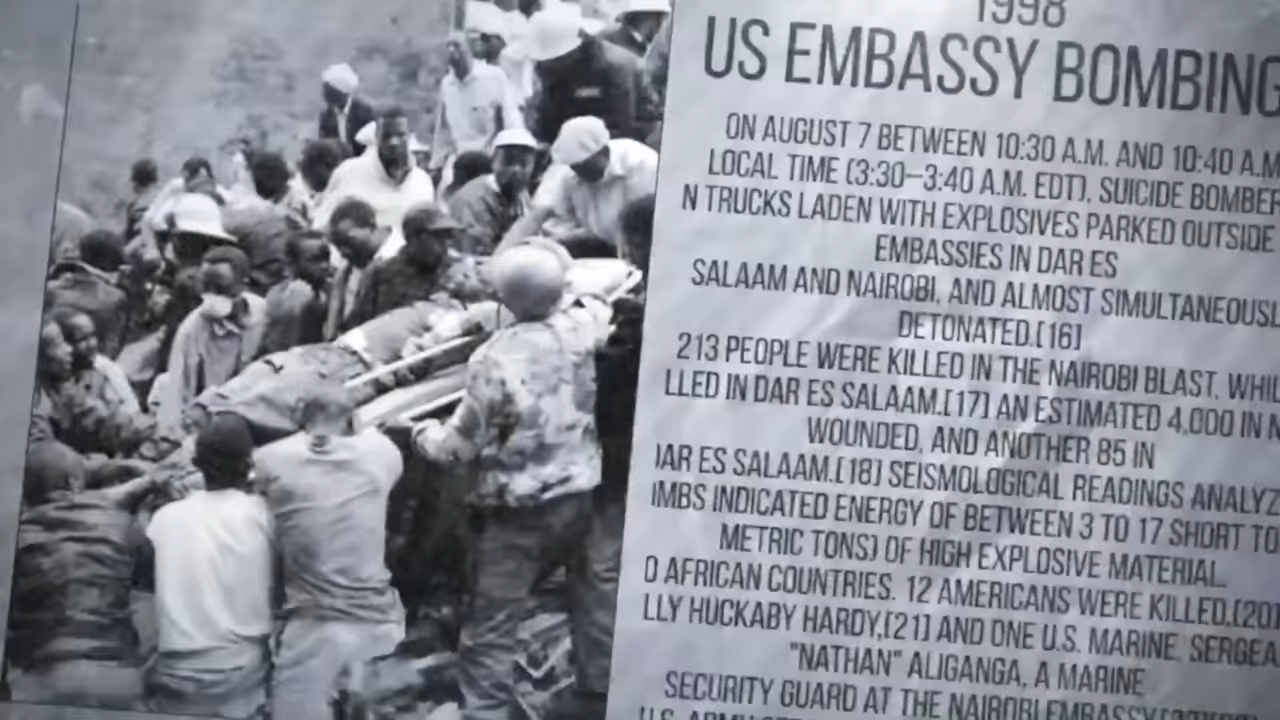 1998
US EMBASSY BOMBING
ON AUGUST 7 BETWEEN 10:30 A.M. AND 10:40 A.M
LOCAL TIME (3:30–3:40 A.M. EDT), SUICIDE BOMBER
N TRUCKS LADEN WITH EXPLOSIVES PARKED OUTSIDE
EMBASSIES IN DAR ES
SALAAM AND NAIROBI, AND ALMOST SIMULTANEOUSL
DETONATED.[16]
213 PEOPLE WERE KILLED IN THE NAIROBI BLAST, WHIL
LLED IN DAR ES SALAAM.[17] AN ESTIMATED 4,000 IN N
WOUNDED, AND ANOTHER 85 IN
DAR ES SALAAM.[18] SEISMOLOGICAL READINGS ANALYZ
MBS INDICATED ENERGY OF BETWEEN 3 TO 17 SHORT TO
METRIC TONS) OF HIGH EXPLOSIVE MATERIAL.
O AFRICAN COUNTRIES. 12 AMERICANS WERE KILLED,[20]
LLY HUCKABY HARDY,[21] AND ONE U.S. MARINE, SERGEA
"NATHAN" ALIGANGA, A MARINE
SECURITY GUARD AT THE NAIROBI EMBASSY
U.S. ARMY